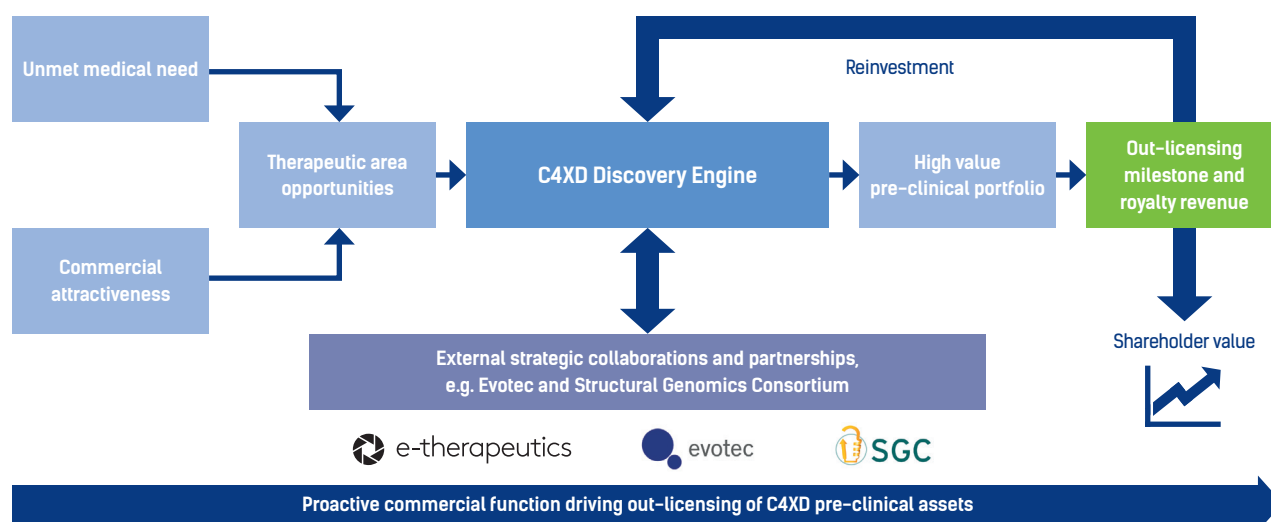 Unmet medical need
Reinvestment
Therapeutic area
opportunities
C4XD Discovery Engine
High value
pre-clinical portfolio
Out-licensing
milestone and
royalty revenue
Commercial
attractiveness
External strategic collaborations and partnerships,
e.g. Evotec and Structural Genomics Consortium
Shareholder value
e-therapeutics
evotec
SGC
Proactive commercial function driving out-licensing of C4XD pre-clinical assets